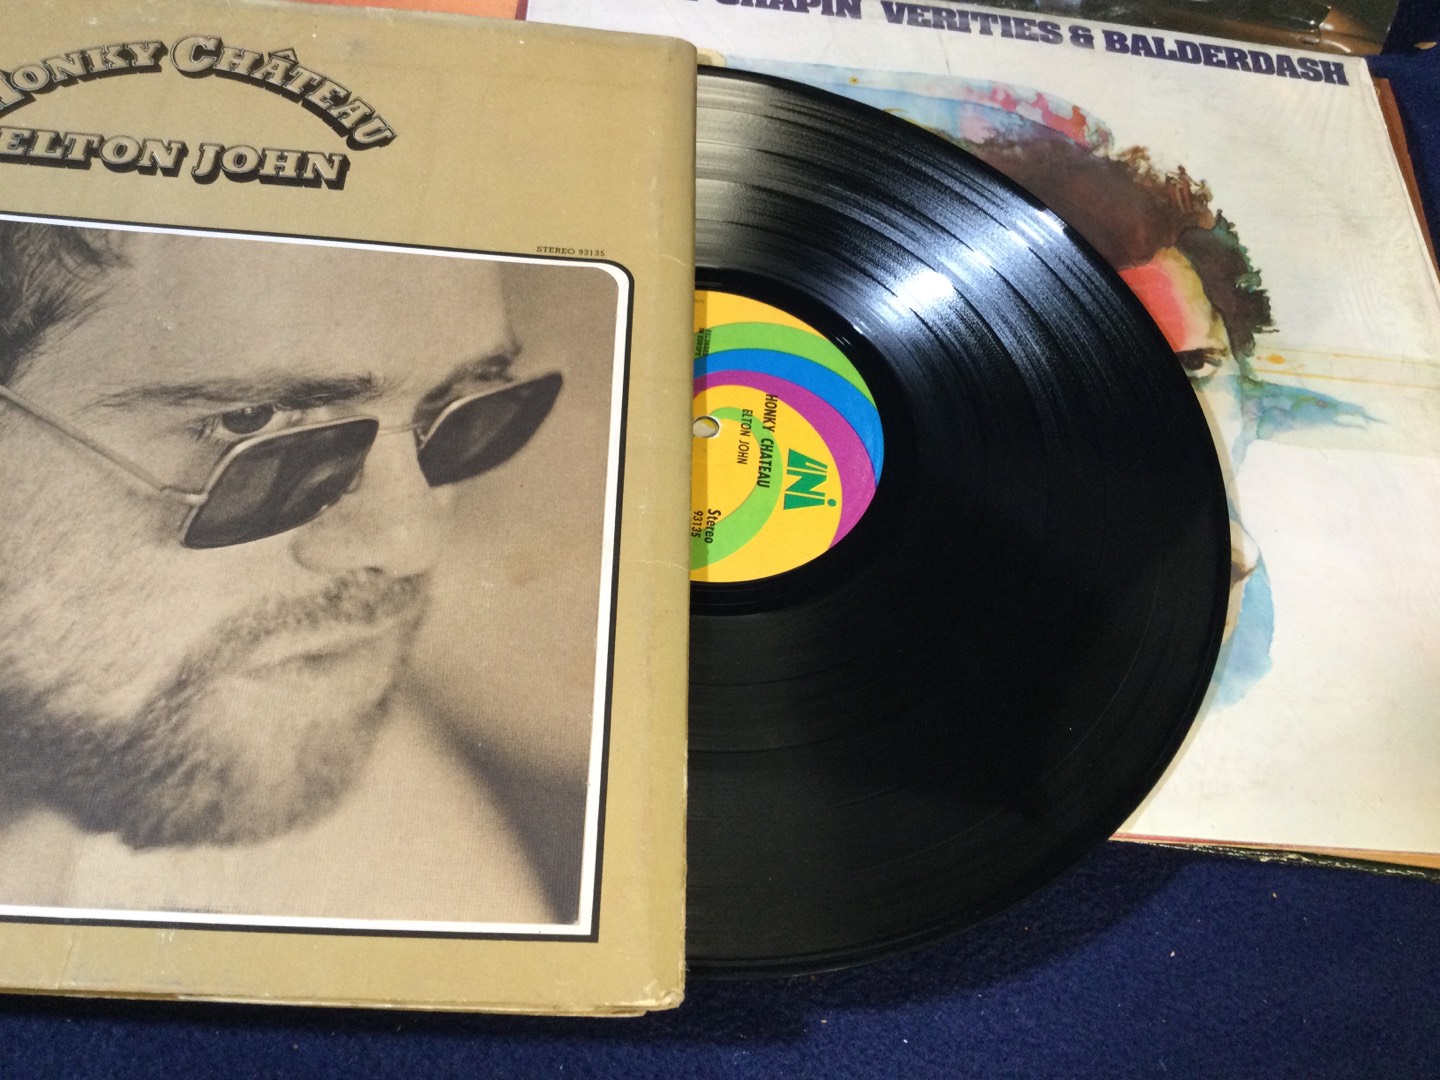 HONKY CHÂTEAU
ELTON JOHN
STEREO 93135
CHAPIN VERITIES & BALDERDASH
HONKY CHATEAU
ELTON JOHN
UNI
Stereo
93135